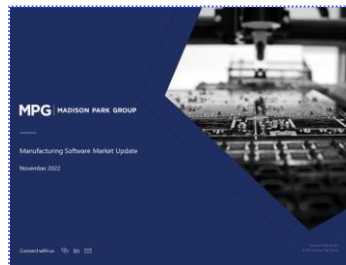 MPG | MADISON PARK GROUP
Manufacturing Software Market Update
November 2022
Connect with us